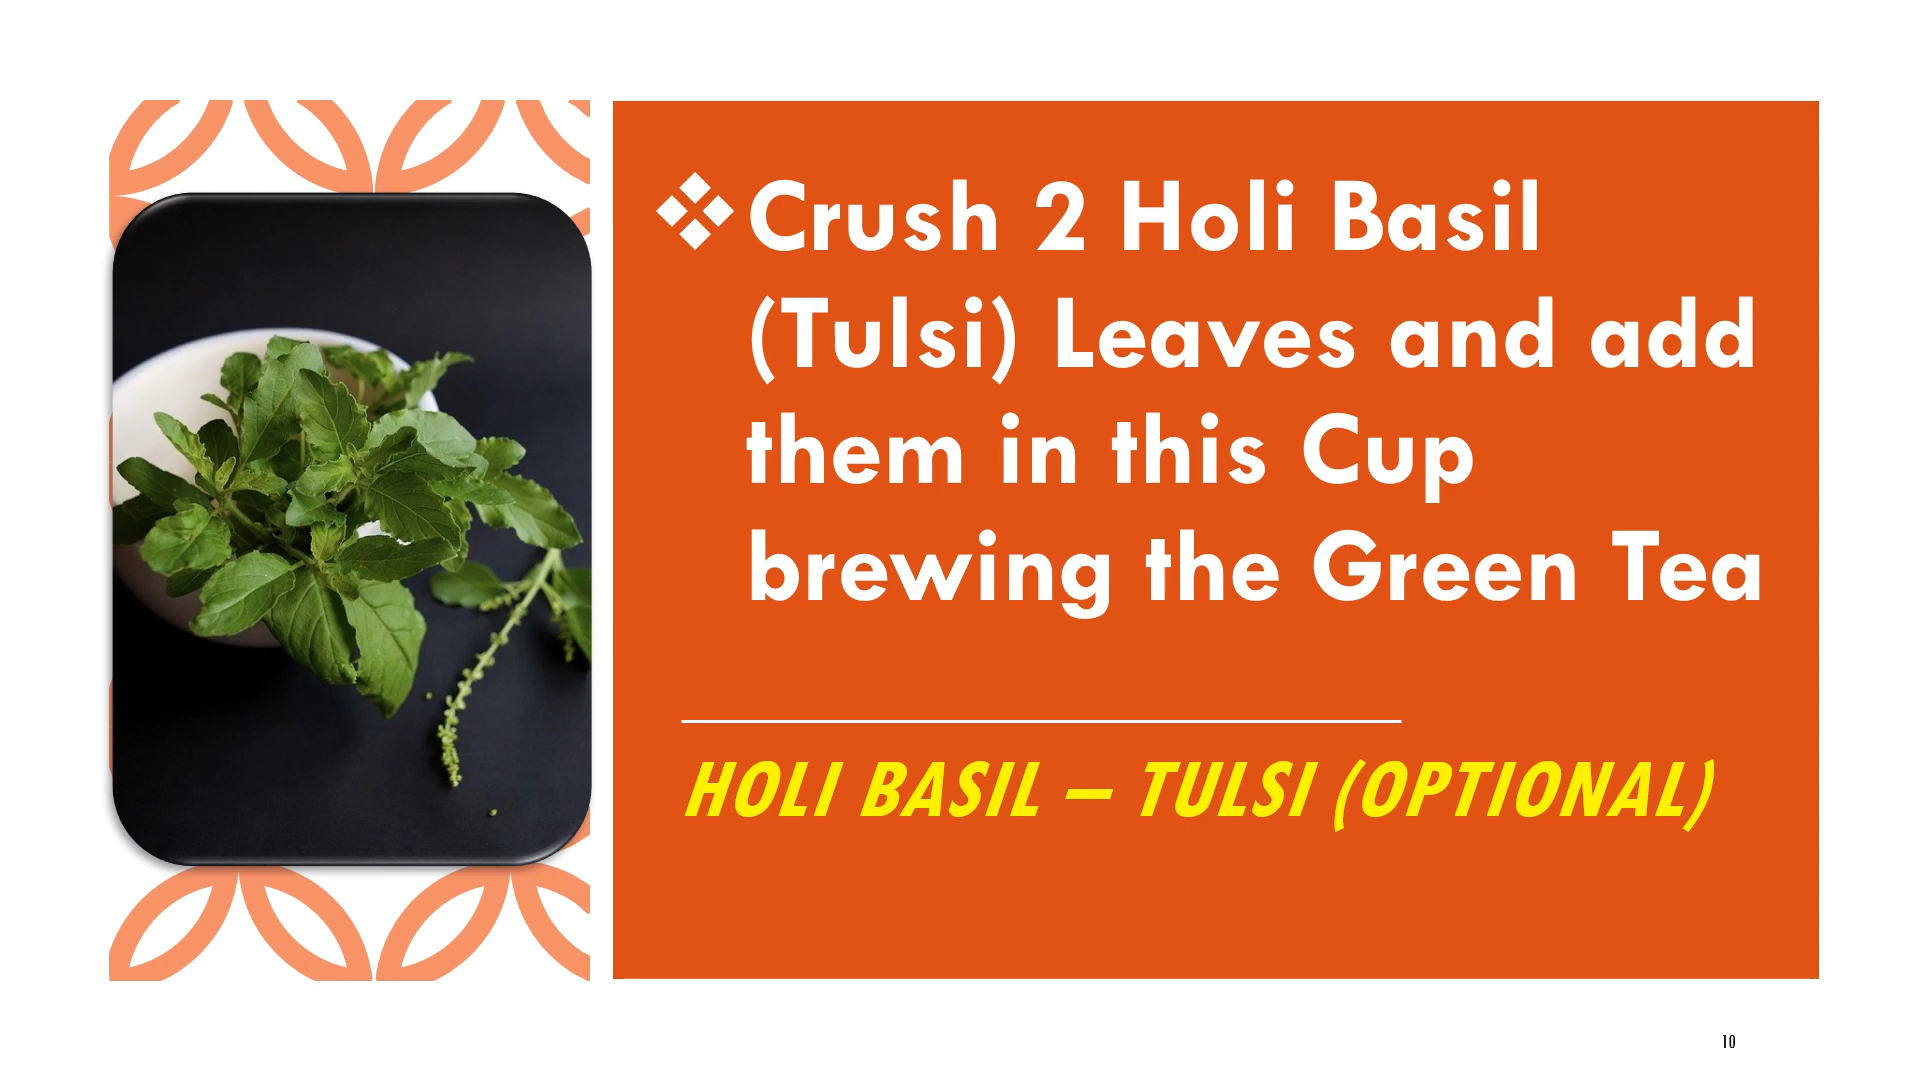 ❖Crush 2 Holi Basil
(Tulsi) Leaves and add
them in this Cup
brewing the Green Tea
HOLI BASIL – TULSI (OPTIONAL)
10